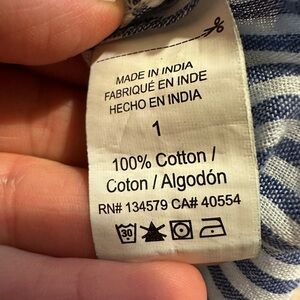 MADE IN INDIA
FABRIQUÉ EN INDE
HECHO EN INDIA
1
100% Cotton /
Coton / Algodón
RN# 134579 CA# 40554
30